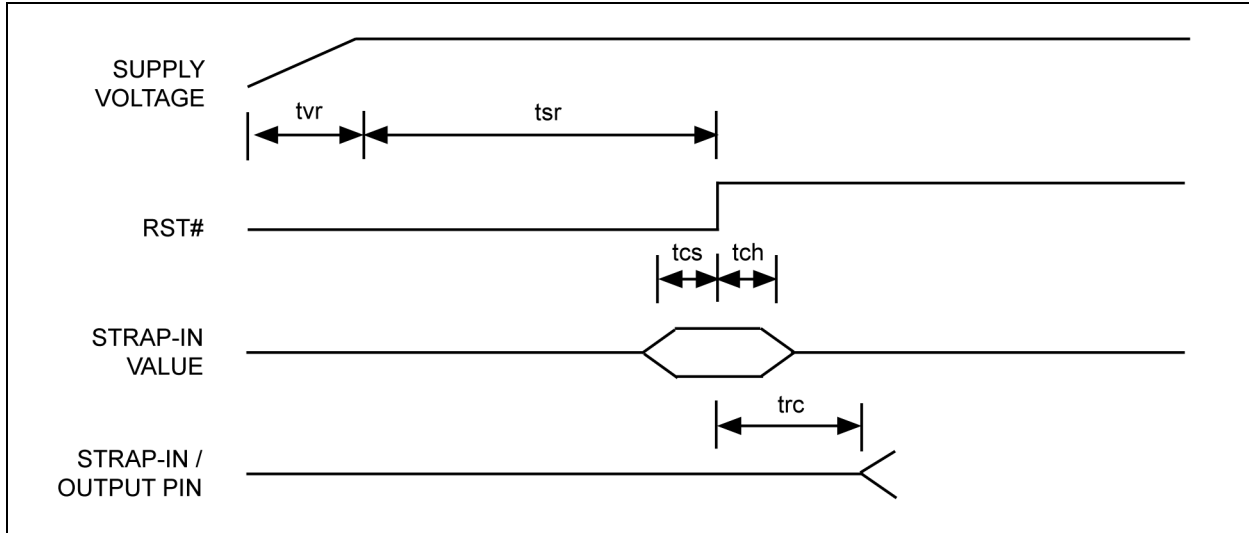 SUPPLY
VOLTAGE
tvr
tsr
RST#
tcs
tch
STRAP-IN
VALUE
trc
STRAP-IN /
OUTPUT PIN